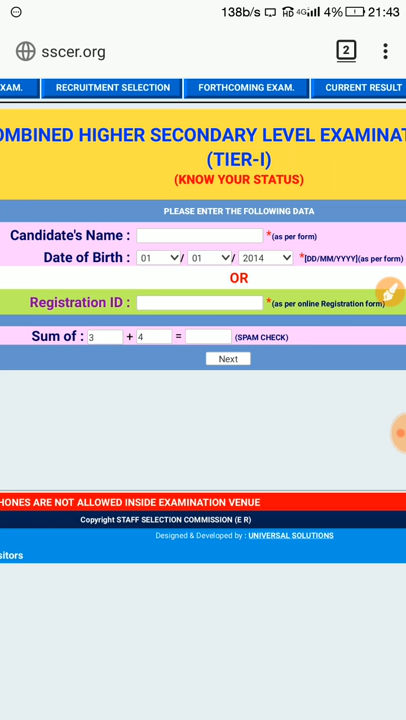 138b/s 4G 4% 21:43
sscer.org 2
EXAM. RECRUITMENT SELECTION FORTHCOMING EXAM. CURRENT RESULT
OMBINED HIGHER SECONDARY LEVEL EXAMINAT
(TIER-I)
(KNOW YOUR STATUS)
PLEASE ENTER THE FOLLOWING DATA
Candidate's Name : *(as per form)
Date of Birth : 01 / 01 / 2014 *[DD/MM/YYYY](as per form)
OR
Registration ID : *(as per online Registration form)
Sum of : 3 + 4 = (SPAM CHECK)
Next
HONES ARE NOT ALLOWED INSIDE EXAMINATION VENUE
Copyright STAFF SELECTION COMMISSION (E R)
Designed & Developed by : UNIVERSAL SOLUTIONS
sitors